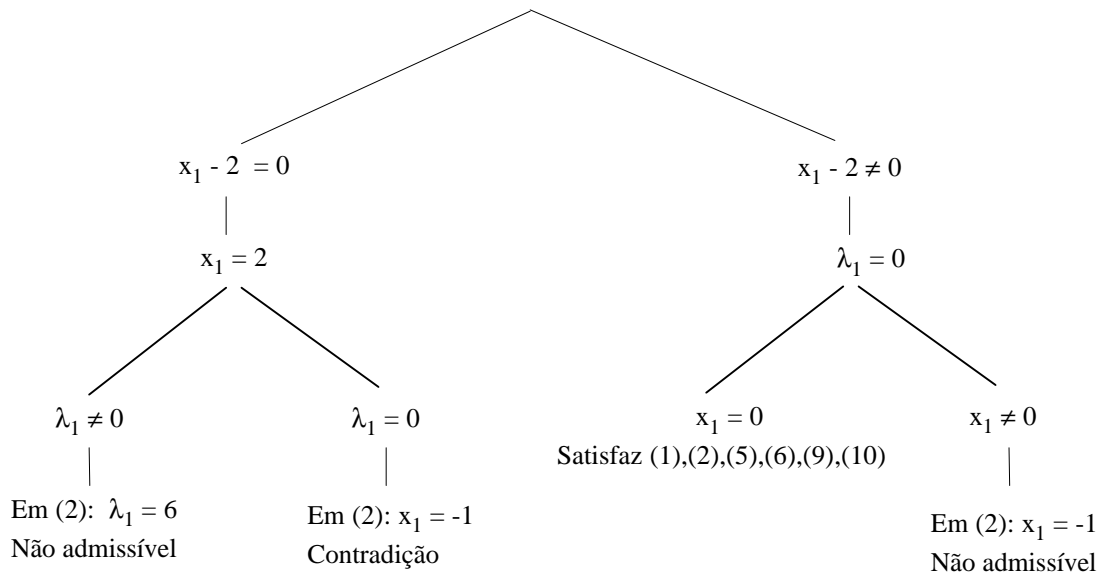 x₁ - 2 = 0
x₁ - 2 ≠ 0
x₁ = 2
λ₁ = 0
λ₁ ≠ 0
λ₁ = 0
x₁ = 0
x₁ ≠ 0
Satisfaz (1),(2),(5),(6),(9),(10)
Em (2): λ₁ = 6
Não admissível
Em (2): x₁ = -1
Contradição
Em (2): x₁ = -1
Não admissível